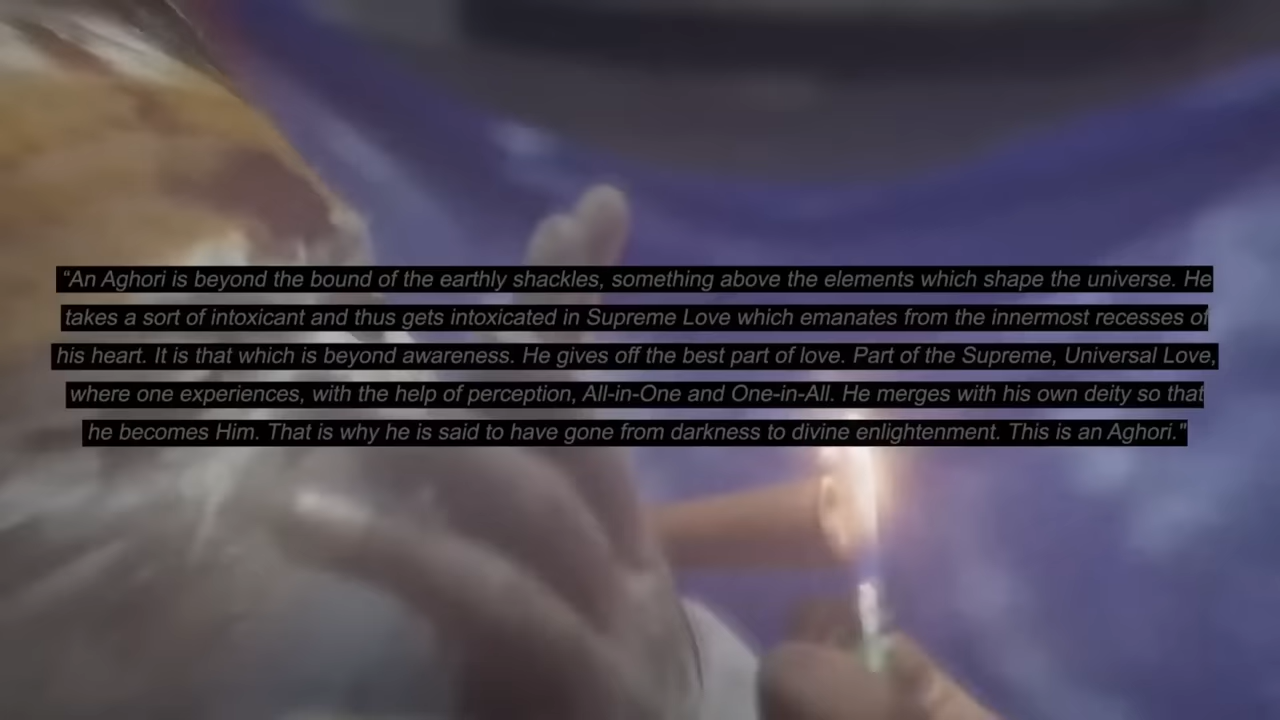 “An Aghori is beyond the bound of the earthly shackles, something above the elements which shape the universe. He
takes a sort of intoxicant and thus gets intoxicated in Supreme Love which emanates from the innermost recesses of
his heart. It is that which is beyond awareness. He gives off the best part of love. Part of the Supreme, Universal Love,
where one experiences, with the help of perception, All-in-One and One-in-All. He merges with his own deity so that
he becomes Him. That is why he is said to have gone from darkness to divine enlightenment. This is an Aghori."